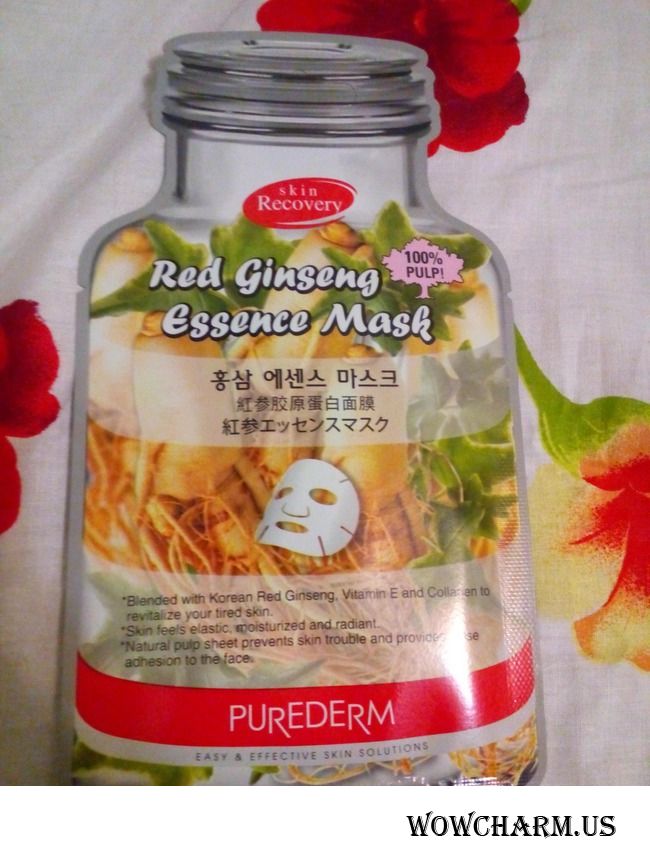 skin
Recovery
Red Ginseng
100%
PULP!
Essence Mask
홍삼 에센스 마스크
紅参胶原蛋白面膜
紅参エッセンスマスク
*Blended with Korean Red Ginseng, Vitamin E and Collagen to
revitalize your tired skin.
*Skin feels elastic, moisturized and radiant.
*Natural pulp sheet prevents skin trouble and provides
adhesion to the face.
PUREDERM
EASY & EFFECTIVE SKIN SOLUTIONS
WOWCHARM.US